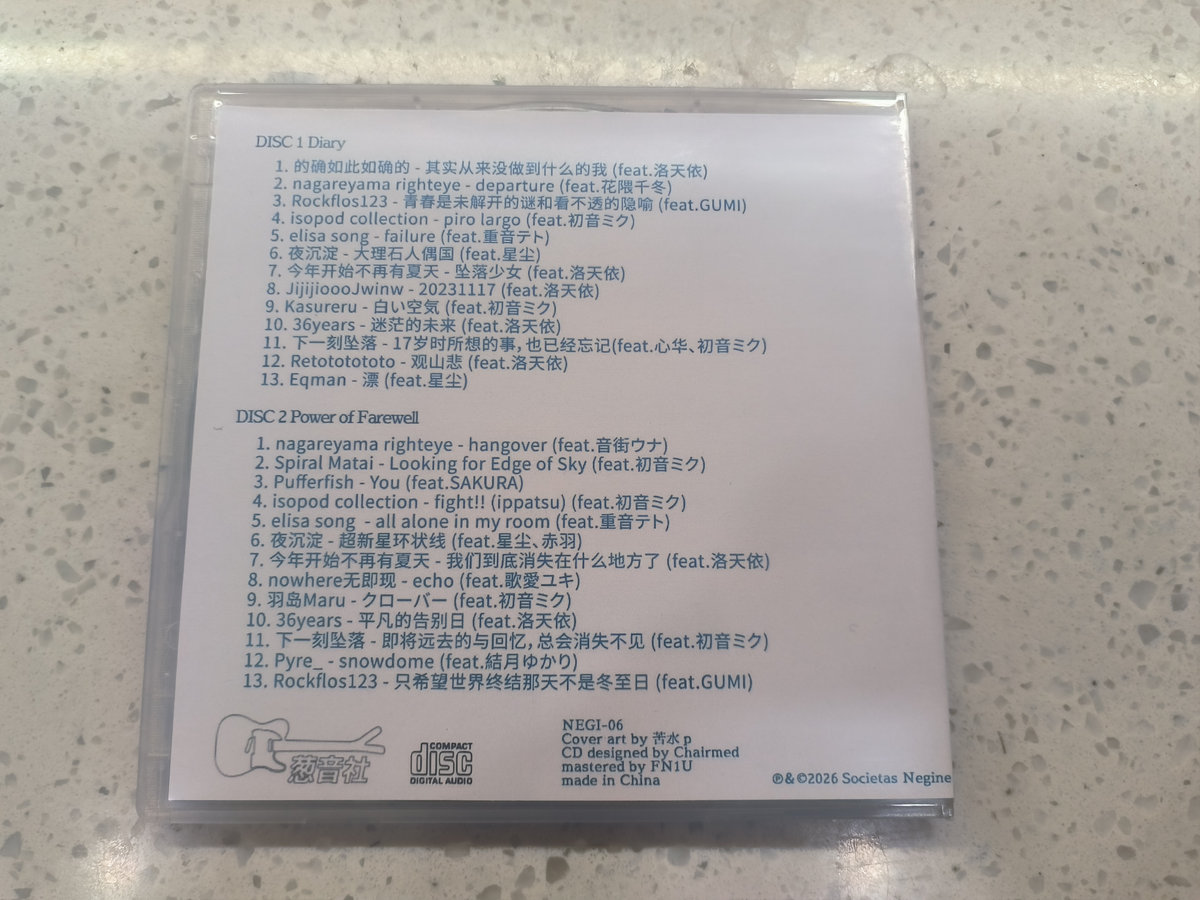 DISC 1 Diary
1. 的确如此如确的 - 其实从来没做到什么的我 (feat.洛天依)
2. nagareyama righteye - departure (feat.花隈千冬)
3. Rockflos123 - 青春是未解开的谜和看不透的隐喻 (feat.GUMI)
4. isopod collection - piro largo (feat.初音ミク)
5. elisa song - failure (feat.重音テト)
6. 夜沉淀 - 大理石人偶国 (feat.星尘)
7. 今年开始不再有夏天 - 坠落少女 (feat.洛天依)
8. JijijioooJwinw - 20231117 (feat.洛天依)
9. Kasureru - 白い空気 (feat.初音ミク)
10. 36years - 迷茫的未来 (feat.洛天依)
11. 下一刻坠落 - 17岁时所想的事, 也已经忘记(feat.心华、初音ミク)
12. Retotototototo - 观山悲 (feat.洛天依)
13. Eqman - 漂 (feat.星尘)
DISC 2 Power of Farewell
1. nagareyama righteye - hangover (feat.音街ウナ)
2. Spiral Matai - Looking for Edge of Sky (feat.初音ミク)
3. Pufferfish - You (feat.SAKURA)
4. isopod collection - fight!! (ippatsu) (feat.初音ミク)
5. elisa song - all alone in my room (feat.重音テト)
6. 夜沉淀 - 超新星环状线 (feat.星尘、赤羽)
7. 今年开始不再有夏天 - 我们到底消失在什么地方了 (feat.洛天依)
8. nowhere无即现 - echo (feat.歌愛ユキ)
9. 羽岛Maru - クローバー (feat.初音ミク)
10. 36years - 平凡的告别日 (feat.洛天依)
11. 下一刻坠落 - 即将远去的与回忆, 总会消失不见 (feat.初音ミク)
12. Pyre_ - snowdome (feat.結月ゆかり)
13. Rockflos123 - 只希望世界终结那天不是冬至日 (feat.GUMI)
葱音社
COMPACT
disc
DIGITAL AUDIO
NEGI-06
Cover art by 苦水 p
CD designed by Chairmed
mastered by FN1U
made in China
℗&©2026 Societas Negine